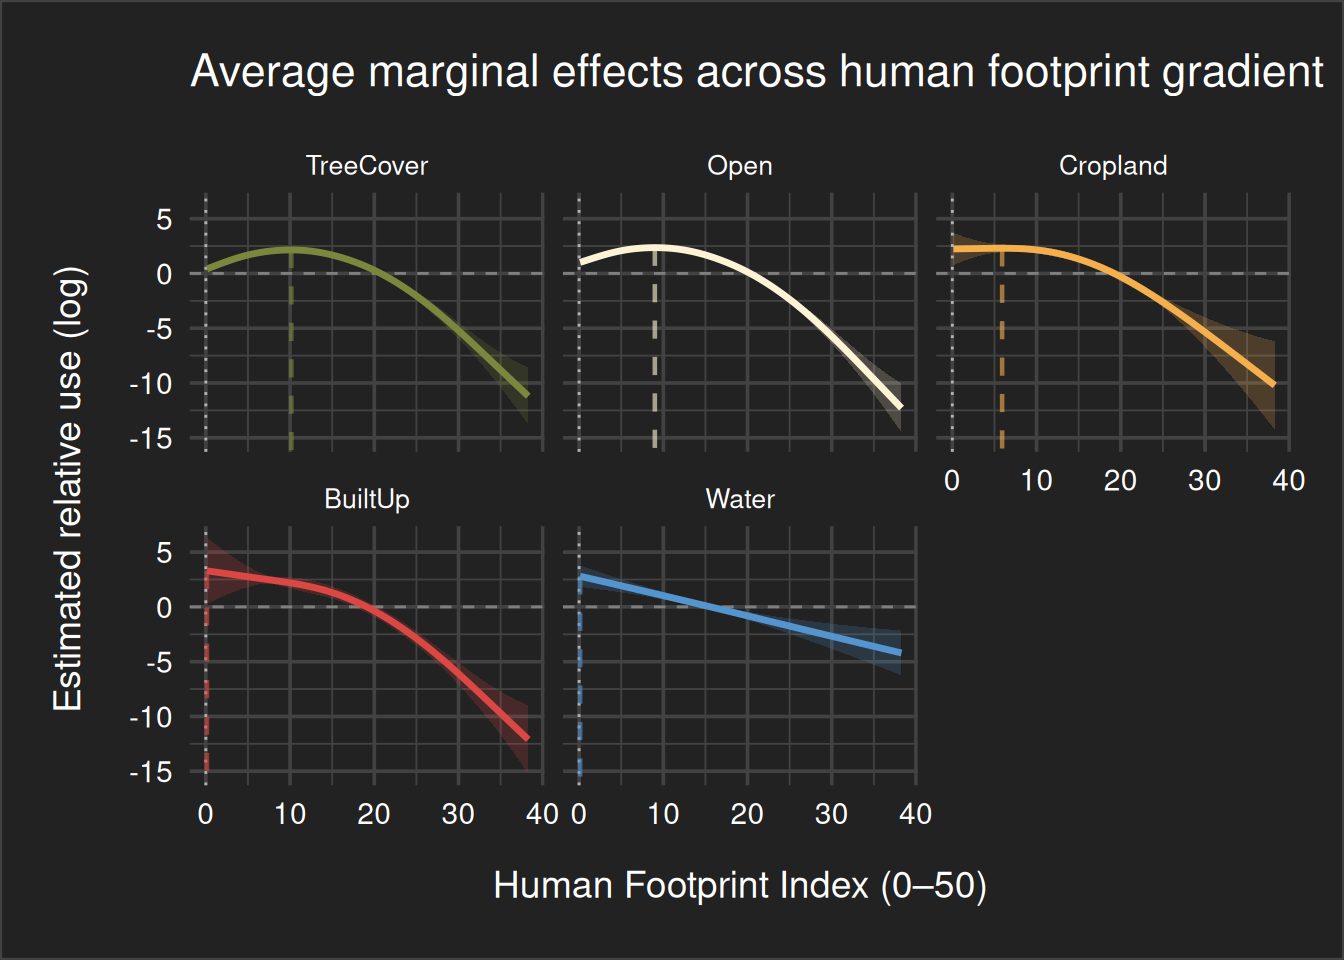 Average marginal effects across human footprint gradient
TreeCover
Open
Cropland
5
0
-5
-10
-15
0 10 20 30 40
BuiltUp
Water
5
0
-5
-10
-15
0 10 20 30 40
0 10 20 30 40
Estimated relative use (log)
Human Footprint Index (0–50)